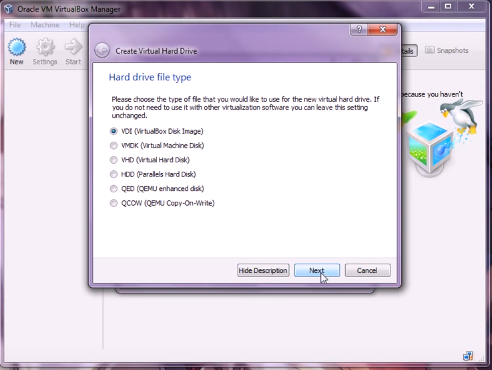 Oracle VM VirtualBox Manager
File Machine Help
New Settings Start
Snapshots
because you haven't
Create Virtual Hard Drive
Hard drive file type
Please choose the type of file that you would like to use for the new virtual hard drive. If
you do not need to use it with other virtualization software you can leave this setting
unchanged.
VDI (VirtualBox Disk Image)
VMDK (Virtual Machine Disk)
VHD (Virtual Hard Disk)
HDD (Parallels Hard Disk)
QED (QEMU enhanced disk)
QCOW (QEMU Copy-On-Write)
Hide Description Next Cancel